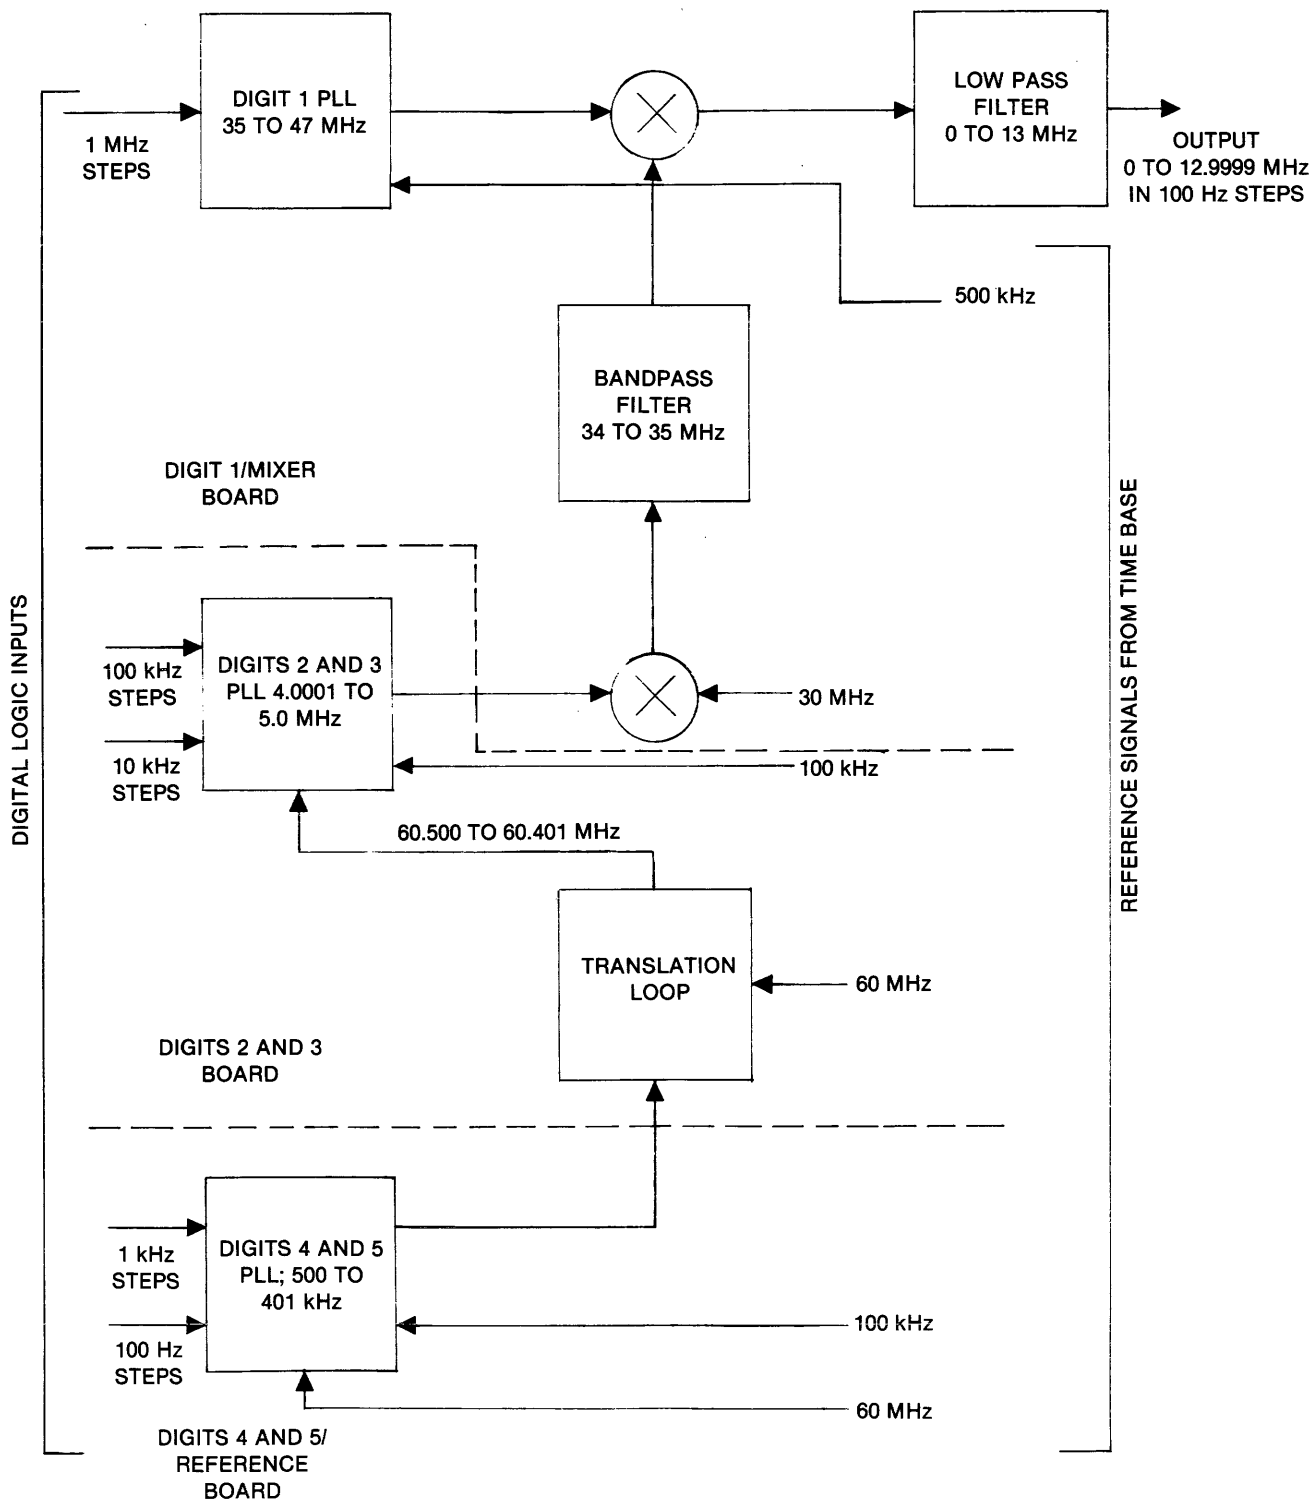 DIGIT 1 PLL
35 TO 47 MHz
LOW PASS
FILTER
0 TO 13 MHz
1 MHz
STEPS
OUTPUT
0 TO 12.9999 MHz
IN 100 Hz STEPS
500 kHz
BANDPASS
FILTER
34 TO 35 MHz
DIGIT 1/MIXER
BOARD
DIGITAL LOGIC INPUTS
REFERENCE SIGNALS FROM TIME BASE
100 kHz
STEPS
DIGITS 2 AND 3
PLL 4.0001 TO
5.0 MHz
30 MHz
10 kHz
STEPS
100 kHz
60.500 TO 60.401 MHz
TRANSLATION
LOOP
60 MHz
DIGITS 2 AND 3
BOARD
1 kHz
STEPS
DIGITS 4 AND 5
PLL; 500 TO
401 kHz
100 Hz
STEPS
100 kHz
60 MHz
DIGITS 4 AND 5/
REFERENCE
BOARD